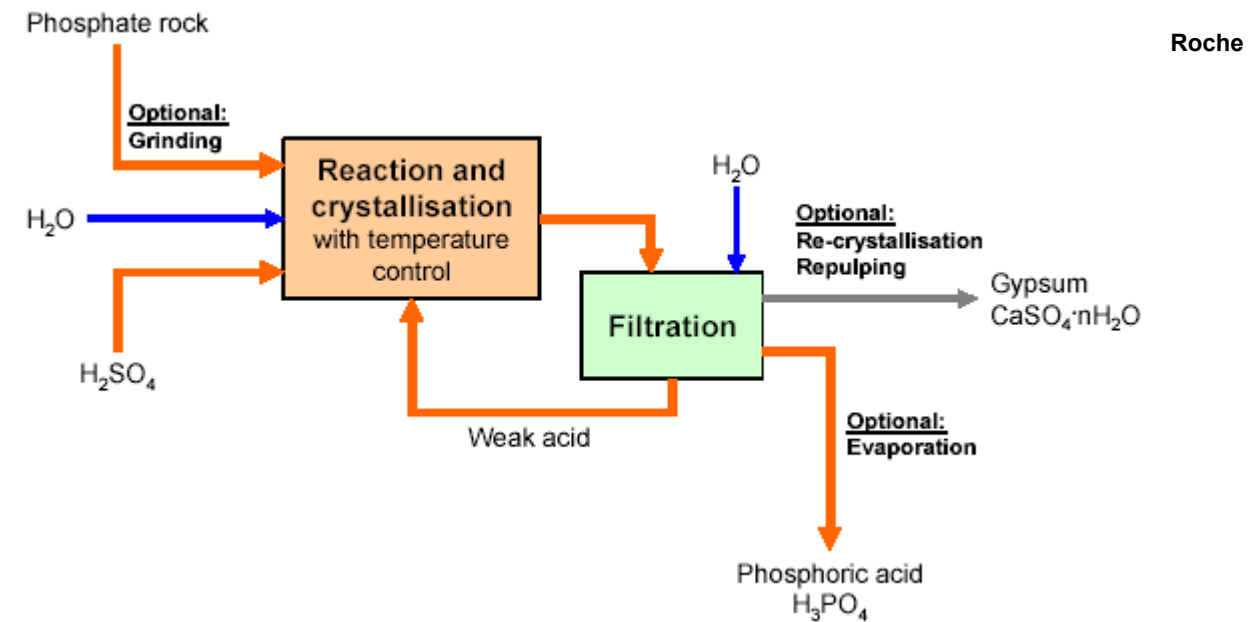 Phosphate rock
Roche
Optional:
Grinding
Reaction and
crystallisation
with temperature
control
H₂O
H₂SO₄
H₂O
Filtration
Optional:
Re-crystallisation
Repulping
Gypsum
CaSO₄·nH₂O
Weak acid
Optional:
Evaporation
Phosphoric acid
H₃PO₄